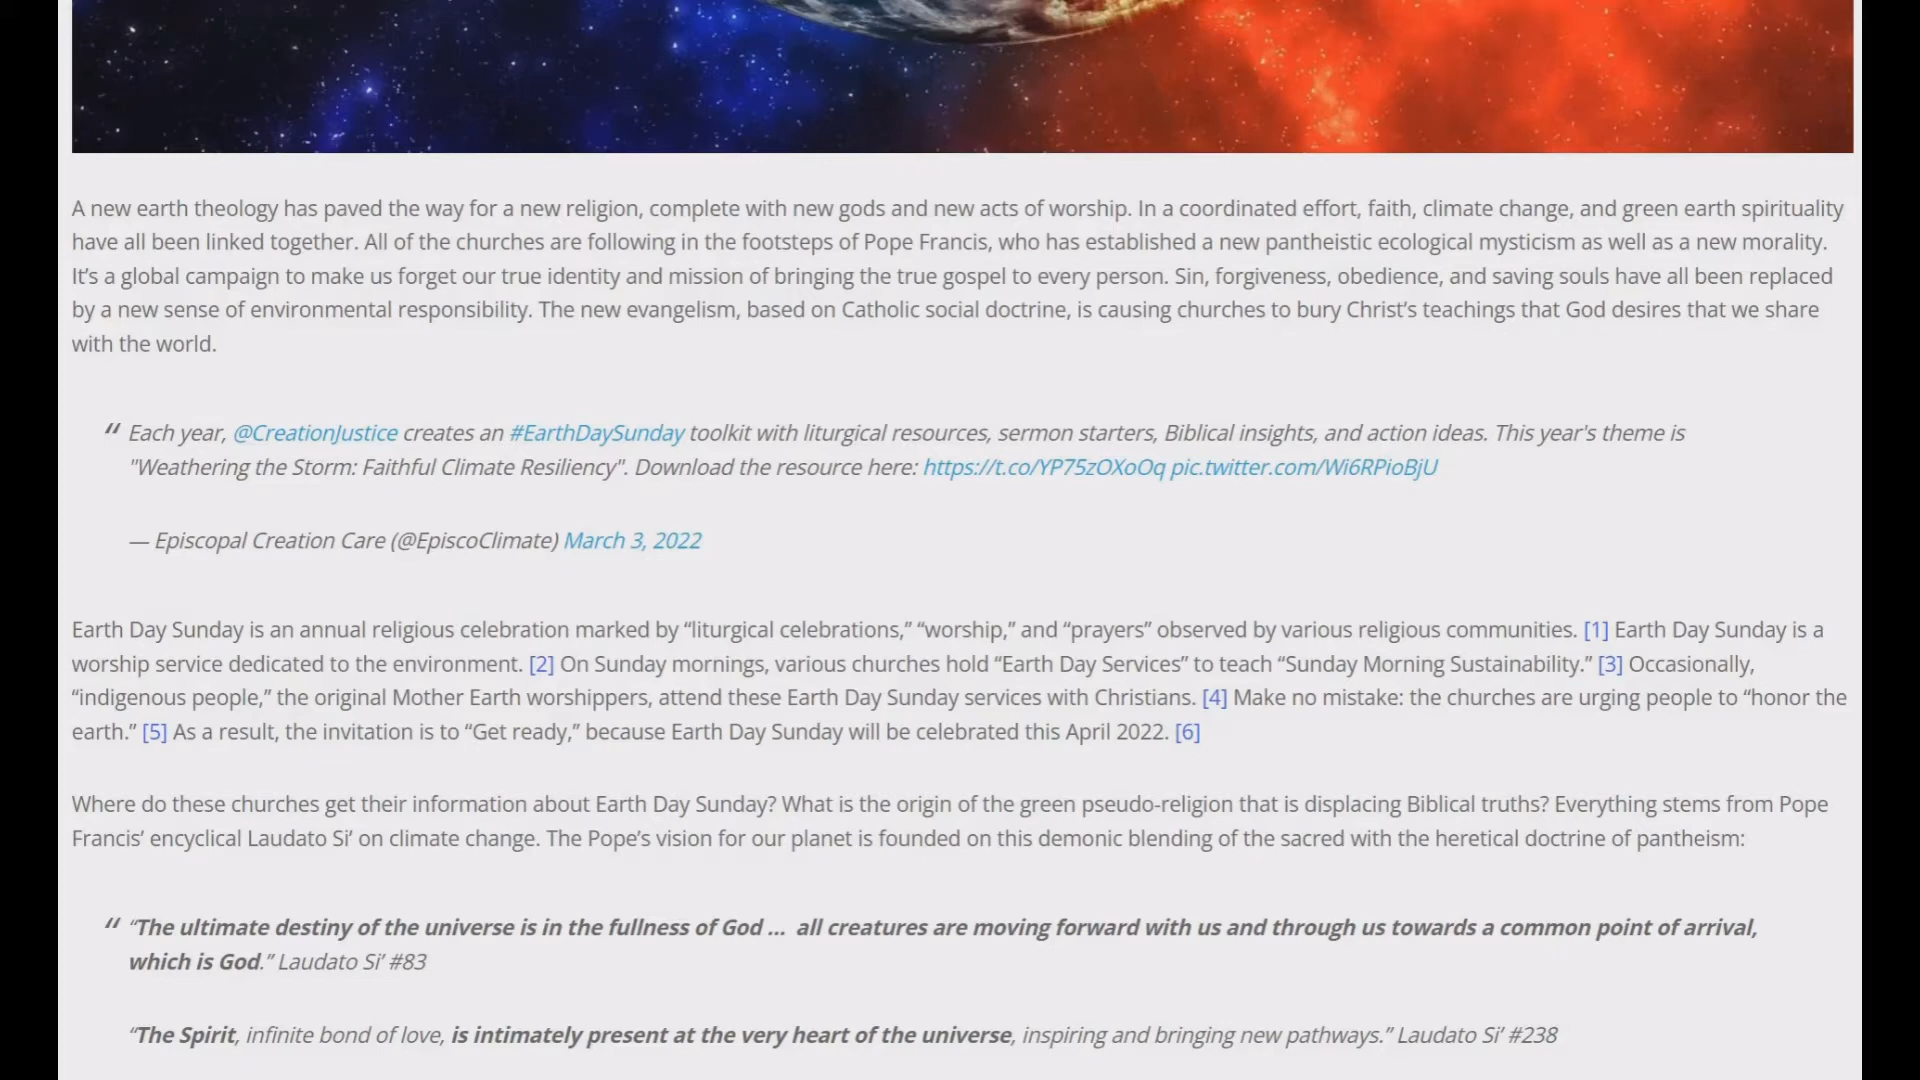 A new earth theology has paved the way for a new religion, complete with new gods and new acts of worship. In a coordinated effort, faith, climate change, and green earth spirituality
have all been linked together. All of the churches are following in the footsteps of Pope Francis, who has established a new pantheistic ecological mysticism as well as a new morality.
It’s a global campaign to make us forget our true identity and mission of bringing the true gospel to every person. Sin, forgiveness, obedience, and saving souls have all been replaced
by a new sense of environmental responsibility. The new evangelism, based on Catholic social doctrine, is causing churches to bury Christ’s teachings that God desires that we share
with the world.
“ Each year, @CreationJustice creates an #EarthDaySunday toolkit with liturgical resources, sermon starters, Biblical insights, and action ideas. This year's theme is
"Weathering the Storm: Faithful Climate Resiliency". Download the resource here: https://t.co/YP75zOXoOq pic.twitter.com/Wi6RPioBjU
— Episcopal Creation Care (@EpiscoClimate) March 3, 2022
Earth Day Sunday is an annual religious celebration marked by “liturgical celebrations,” “worship,” and “prayers” observed by various religious communities. [1] Earth Day Sunday is a
worship service dedicated to the environment. [2] On Sunday mornings, various churches hold “Earth Day Services” to teach “Sunday Morning Sustainability.” [3] Occasionally,
“indigenous people,” the original Mother Earth worshippers, attend these Earth Day Sunday services with Christians. [4] Make no mistake: the churches are urging people to “honor the
earth.” [5] As a result, the invitation is to “Get ready,” because Earth Day Sunday will be celebrated this April 2022. [6]
Where do these churches get their information about Earth Day Sunday? What is the origin of the green pseudo-religion that is displacing Biblical truths? Everything stems from Pope
Francis’ encyclical Laudato Si’ on climate change. The Pope’s vision for our planet is founded on this demonic blending of the sacred with the heretical doctrine of pantheism:
“ “The ultimate destiny of the universe is in the fullness of God … all creatures are moving forward with us and through us towards a common point of arrival,
which is God.” Laudato Si’ #83
“The Spirit, infinite bond of love, is intimately present at the very heart of the universe, inspiring and bringing new pathways.” Laudato Si’ #238